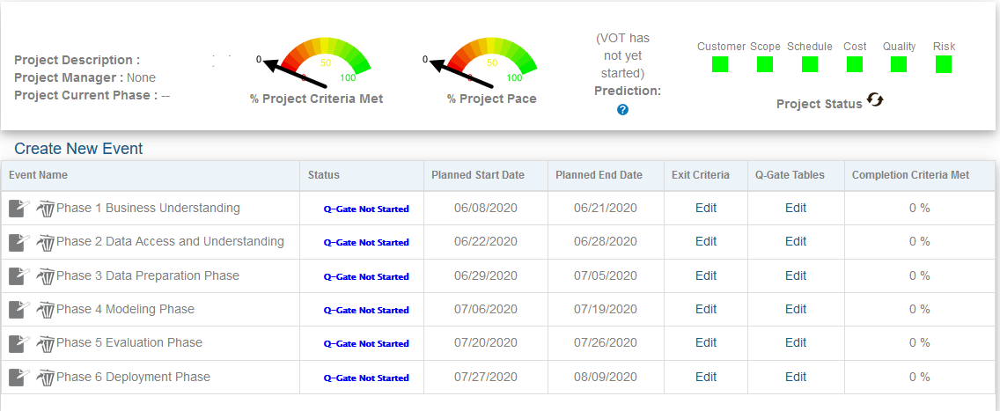 Project Description :
Project Manager : None
Project Current Phase : --
0
50
100
% Project Criteria Met
0
50
100
% Project Pace
(VOT has
not yet
started)
Prediction:
?
Customer Scope Schedule Cost Quality Risk
Project Status
Create New Event
Event Name Status Planned Start Date Planned End Date Exit Criteria Q-Gate Tables Completion Criteria Met
Phase 1 Business Understanding Q-Gate Not Started 06/08/2020 06/21/2020 Edit Edit 0 %
Phase 2 Data Access and Understanding Q-Gate Not Started 06/22/2020 06/28/2020 Edit Edit 0 %
Phase 3 Data Preparation Phase Q-Gate Not Started 06/29/2020 07/05/2020 Edit Edit 0 %
Phase 4 Modeling Phase Q-Gate Not Started 07/06/2020 07/19/2020 Edit Edit 0 %
Phase 5 Evaluation Phase Q-Gate Not Started 07/20/2020 07/26/2020 Edit Edit 0 %
Phase 6 Deployment Phase Q-Gate Not Started 07/27/2020 08/09/2020 Edit Edit 0 %